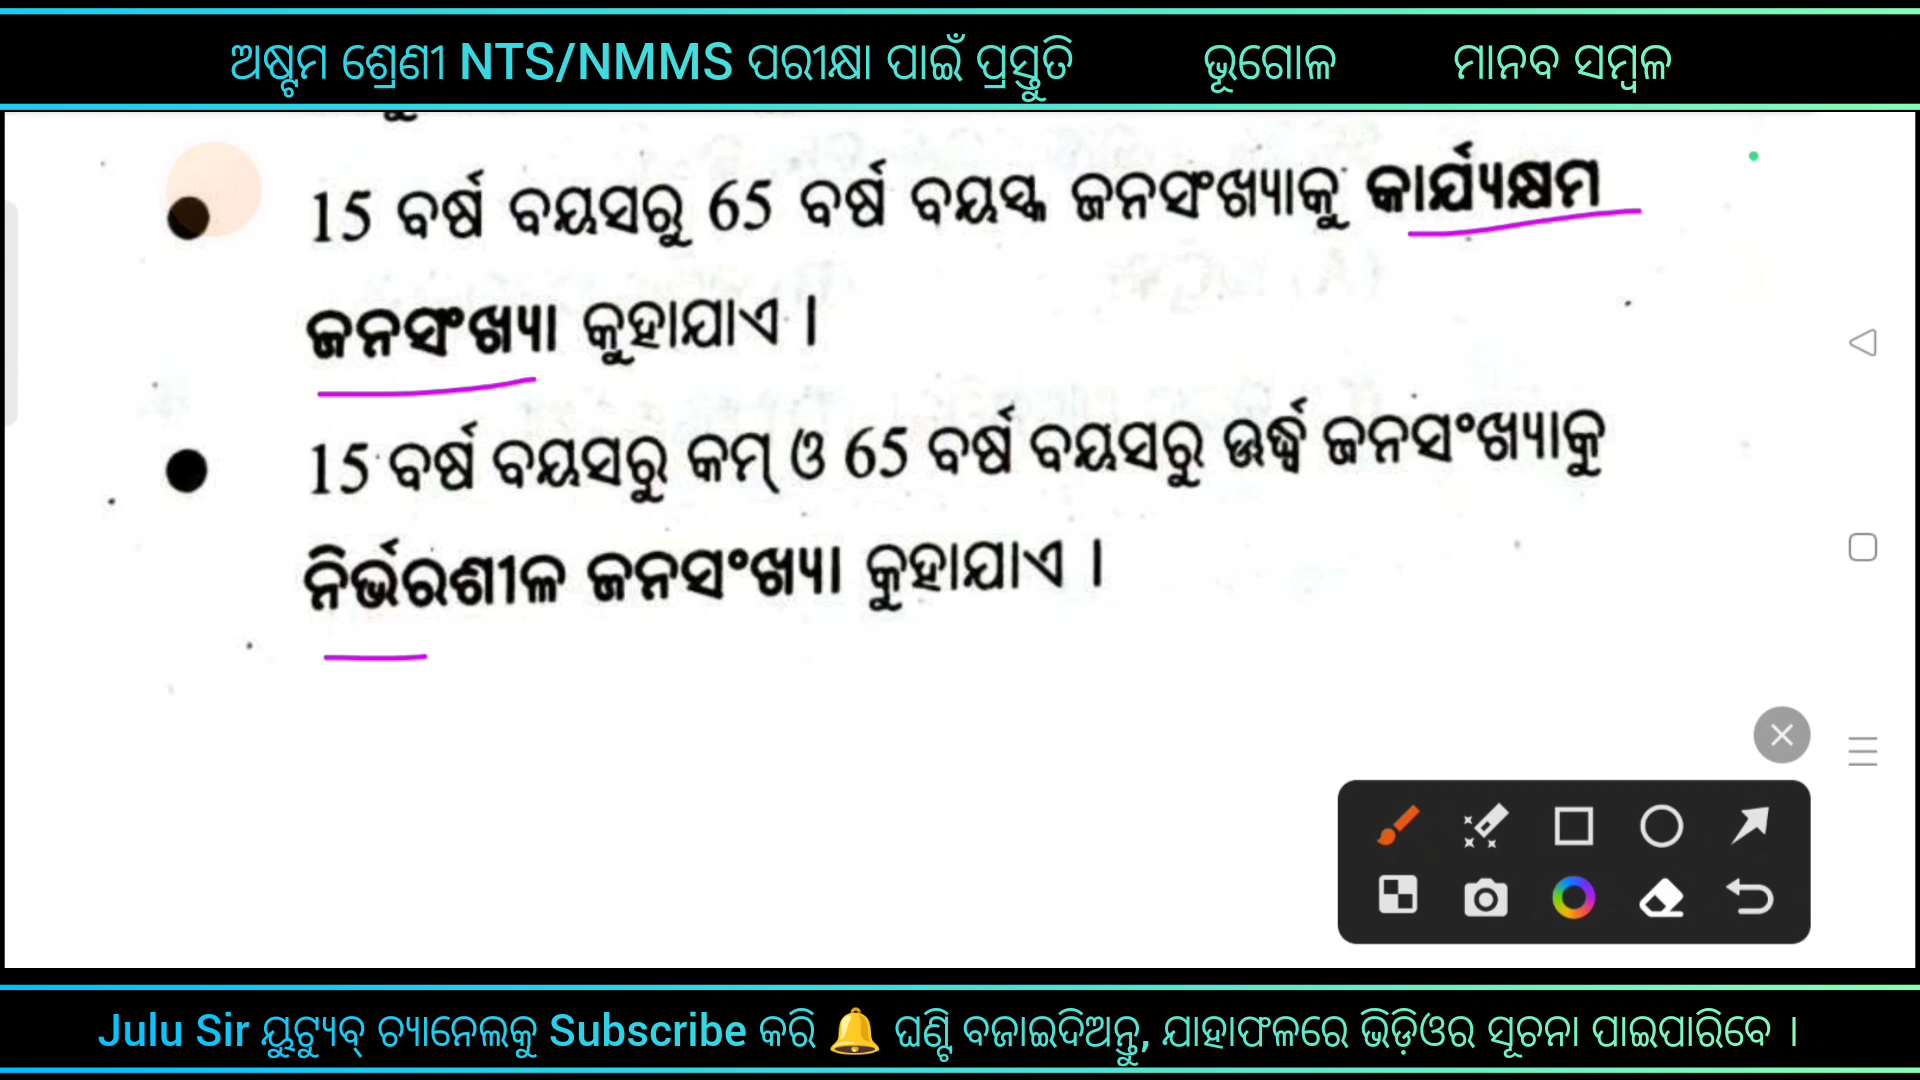 ଅଷ୍ଟମ ଶ୍ରେଣୀ NTS/NMMS ପରୀକ୍ଷା ପାଇଁ ପ୍ରସ୍ତୁତି ଭୂଗୋଳ ମାନବ ସମ୍ବଳ
15 ବର୍ଷ ବୟସରୁ 65 ବର୍ଷ ବୟସ୍କ ଜନସଂଖ୍ୟାକୁ କାର୍ଯ୍ୟକ୍ଷମ
ଜନସଂଖ୍ୟା କୁହାଯାଏ ।
15 ବର୍ଷ ବୟସରୁ କମ୍ ଓ 65 ବର୍ଷ ବୟସରୁ ଊର୍ଦ୍ଧ୍ୱ ଜନସଂଖ୍ୟାକୁ
ନିର୍ଭରଶୀଳ ଜନସଂଖ୍ୟା କୁହାଯାଏ ।
Julu Sir ୟୁଟ୍ୟୁବ୍ ଚ୍ୟାନେଲକୁ Subscribe କରି 🔔 ଘଣ୍ଟି ବଜାଇଦିଅନ୍ତୁ, ଯାହାଫଳରେ ଭିଡ଼ିଓର ସୂଚନା ପାଇପାରିବେ ।